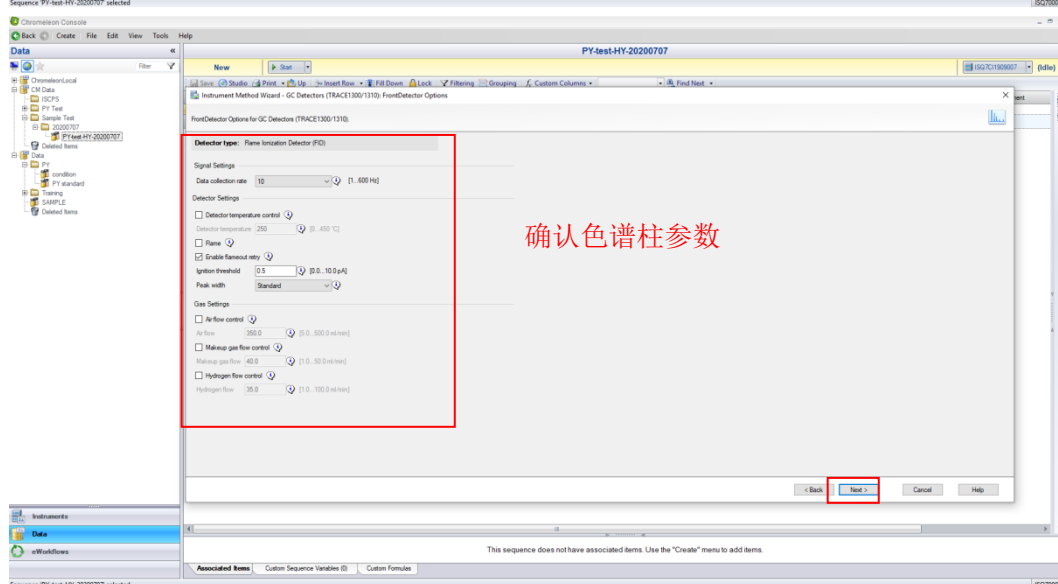 Sequence 'PY-test-HY-20200707' selected
Chromeleon Console
Back Create File Edit View Tools Help
Data «
PY-test-HY-20200707
Filter
New Start
ISQ7Ct1909007 (Idle)
Save Studio Print Up Insert Row Fill Down Lock Filtering Grouping Custom Columns Find Next
ChromeleonLocal
CM Data
ISCPS
PY Test
Sample Test
20200707
PY-test-HY-20200707
Deleted Items
Data
PY
condition
PY standard
Training
SAMPLE
Deleted Items
Instrument Method Wizard - GC Detectors (TRACE1300/1310): FrontDetector Options
FrontDetector Options for GC Detectors (TRACE1300/1310).
Detector type: Flame Ionization Detector (FID)
Signal Settings
Data collection rate 10 [1...600 Hz]
Detector Settings
Detector temperature control
Detector temperature 250 [0...450 °C]
Flame
Enable flameout retry
Ignition threshold 0.5 [0.0...10.0 pA]
Peak width Standard
Gas Settings
Air flow control
Air flow 350.0 [5.0...500.0 ml/min]
Makeup gas flow control
Makeup gas flow 40.0 [1.0...50.0 ml/min]
Hydrogen flow control
Hydrogen flow 35.0 [1.0...100.0 ml/min]
确认色谱柱参数
< Back Next > Cancel Help
Instruments
Data
eWorkflows
This sequence does not have associated items. Use the "Create" menu to add items.
Associated Items Custom Sequence Variables (0) Custom Formulas